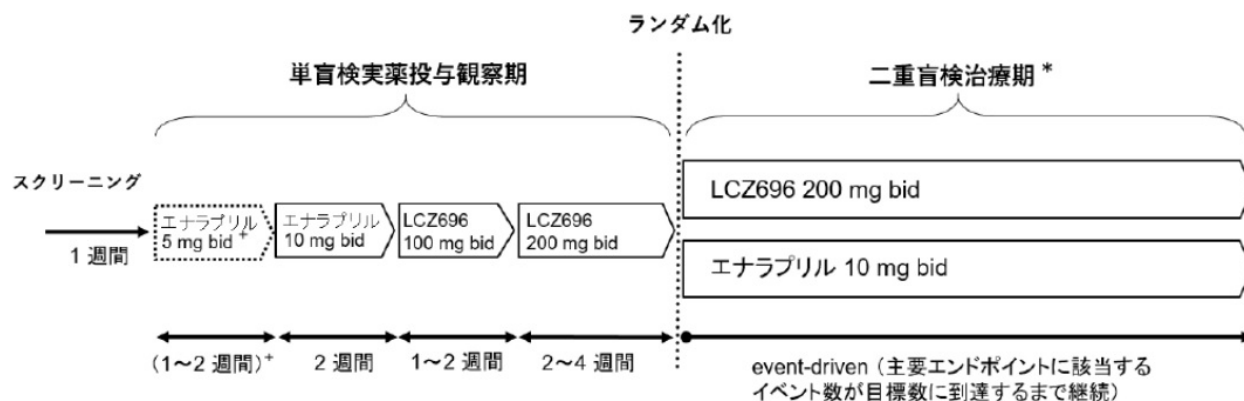 ランダム化
単盲検実薬投与観察期
二重盲検治療期 *
スクリーニング
1 週間
エナラプリル
5 mg bid +
エナラプリル
10 mg bid
LCZ696
100 mg bid
LCZ696
200 mg bid
LCZ696 200 mg bid
エナラプリル 10 mg bid
(1～2 週間)+
2 週間
1～2 週間
2～4 週間
event-driven (主要エンドポイントに該当する
イベント数が目標数に到達するまで継続)